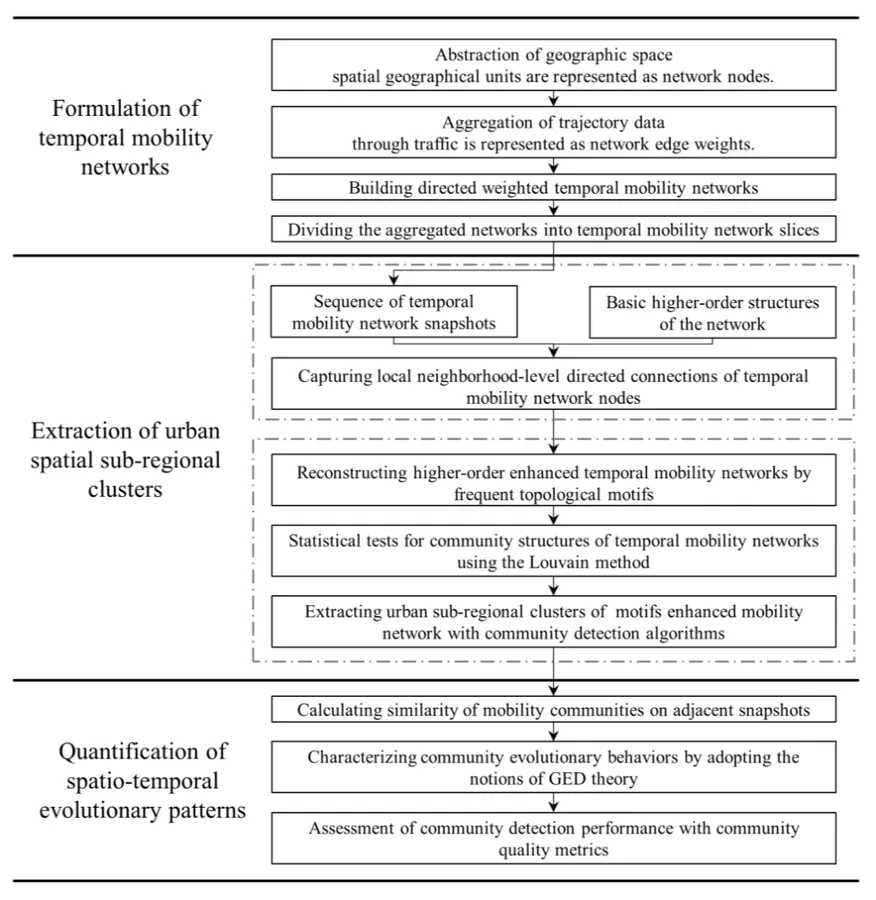 Formulation of
temporal mobility
networks
Abstraction of geographic space
spatial geographical units are represented as network nodes.
Aggregation of trajectory data
through traffic is represented as network edge weights.
Building directed weighted temporal mobility networks
Dividing the aggregated networks into temporal mobility network slices
Extraction of urban
spatial sub-regional
clusters
Sequence of temporal
mobility network snapshots
Basic higher-order structures
of the network
Capturing local neighborhood-level directed connections of temporal
mobility network nodes
Reconstructing higher-order enhanced temporal mobility networks by
frequent topological motifs
Statistical tests for community structures of temporal mobility networks
using the Louvain method
Extracting urban sub-regional clusters of motifs enhanced mobility
network with community detection algorithms
Quantification of
spatio-temporal
evolutionary patterns
Calculating similarity of mobility communities on adjacent snapshots
Characterizing community evolutionary behaviors by adopting the
notions of GED theory
Assessment of community detection performance with community
quality metrics